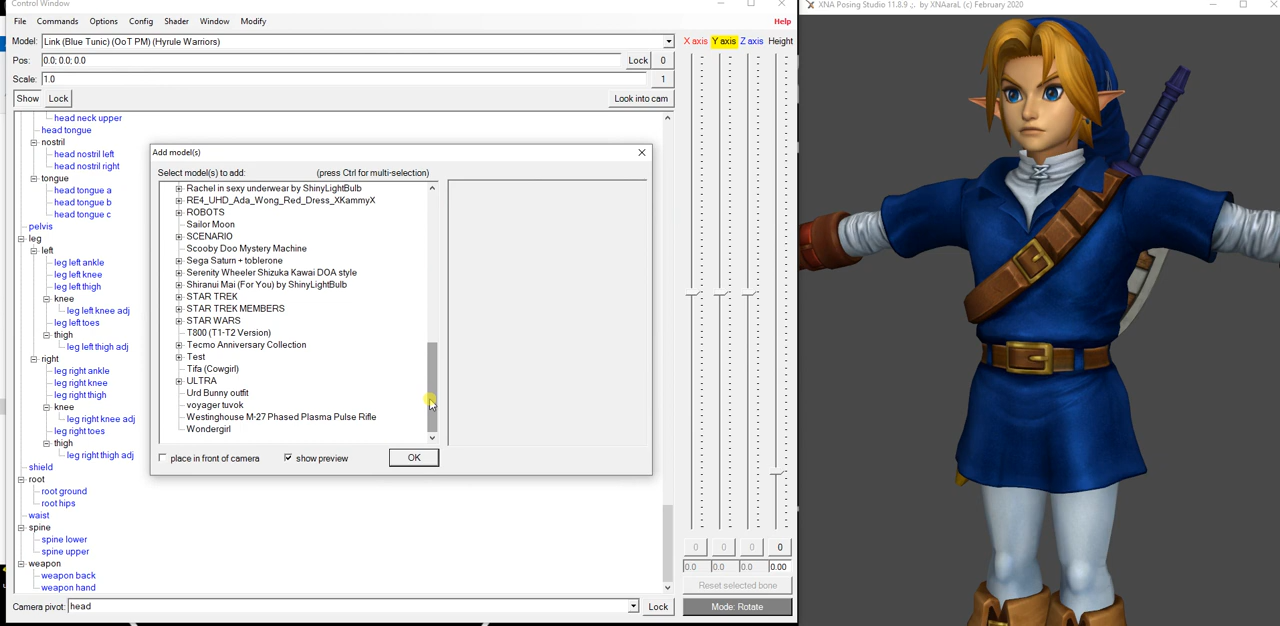 Control Window
XNA Posing Studio 11.8.9 .;. by XNAaraL (c) February 2020
File Commands Options Config Shader Window Modify Help
Model: Link (Blue Tunic) (OoT PM) (Hyrule Warriors)
X axis Y axis Z axis Height
Pos: 0.0; 0.0; 0.0 Lock 0
Scale: 1.0 1
Show Lock Look into cam
head neck upper
head tongue
nostril
head nostril left
head nostril right
tongue
head tongue a
head tongue b
head tongue c
pelvis
leg
left
leg left ankle
leg left knee
leg left thigh
knee
leg left knee adj
leg left toes
thigh
leg left thigh adj
right
leg right ankle
leg right knee
leg right thigh
knee
leg right knee adj
leg right toes
thigh
leg right thigh adj
shield
root
root ground
root hips
waist
spine
spine lower
spine upper
weapon
weapon back
weapon hand
Add model(s)
Select model(s) to add: (press Ctrl for multi-selection)
Rachel in sexy underwear by ShinyLightBulb
RE4_UHD_Ada_Wong_Red_Dress_XKammyX
ROBOTS
Sailor Moon
SCENARIO
Scooby Doo Mystery Machine
Sega Saturn + toblerone
Serenity Wheeler Shizuka Kawai DOA style
Shiranui Mai (For You) by ShinyLightBulb
STAR TREK
STAR TREK MEMBERS
STAR WARS
T800 (T1-T2 Version)
Tecmo Anniversary Collection
Test
Tifa (Cowgirl)
ULTRA
Urd Bunny outfit
voyager tuvok
Westinghouse M-27 Phased Plasma Pulse Rifle
Wondergirl
place in front of camera show preview OK
0 0 0 0
0.0 0.0 0.0 0.00
Reset selected bone
Camera pivot: head Lock
Mode: Rotate